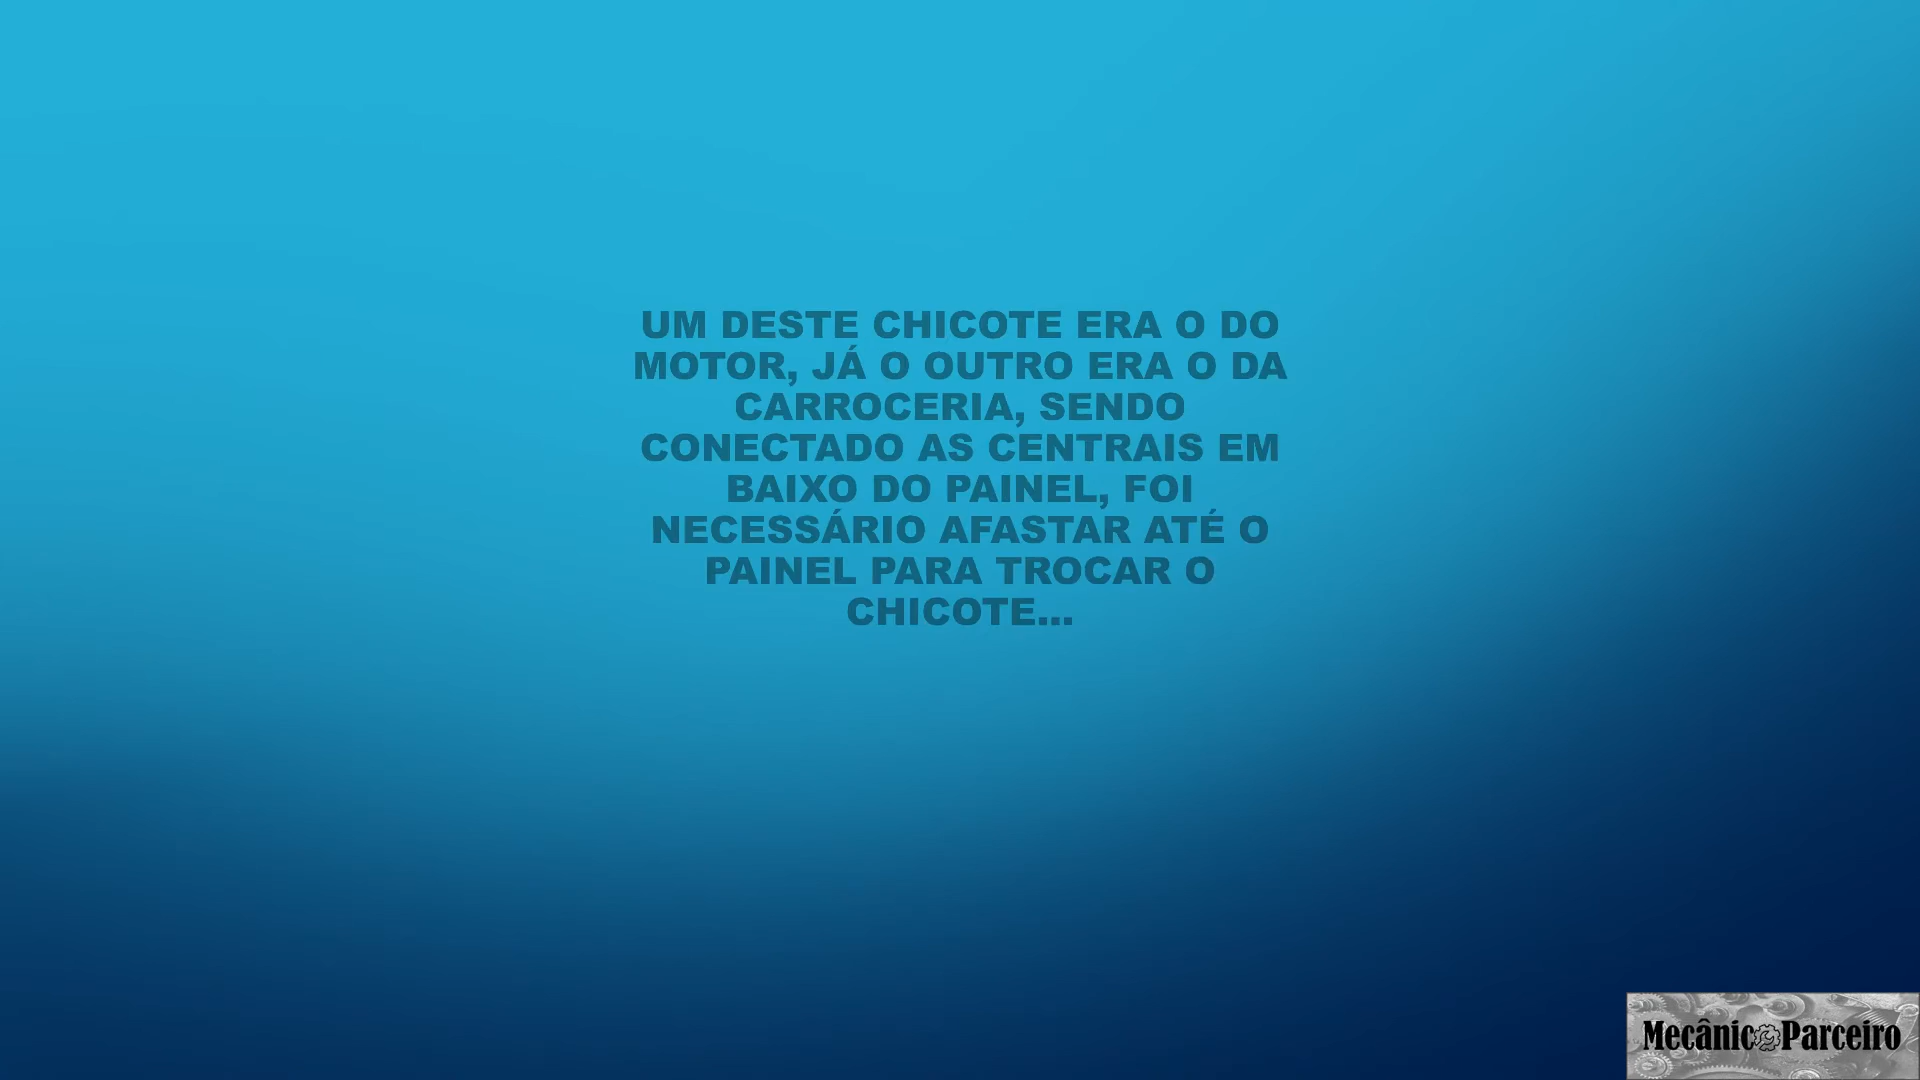 UM DESTE CHICOTE ERA O DO
MOTOR, JÁ O OUTRO ERA O DA
CARROCERIA, SENDO
CONECTADO AS CENTRAIS EM
BAIXO DO PAINEL, FOI
NECESSÁRIO AFASTAR ATÉ O
PAINEL PARA TROCAR O
CHICOTE...
Mecânico Parceiro